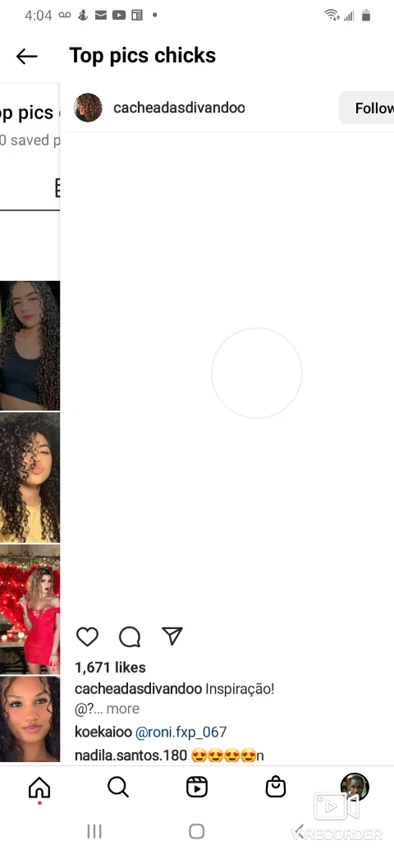 4:04
Top pics chicks
op pics
0 saved p
cacheadasdivandoo
Follow
1,671 likes
cacheadasdivandoo Inspiração!
@?... more
koekaioo @roni.fxp_067
nadila.santos.180 😍😍😍😍n
V RECORDER